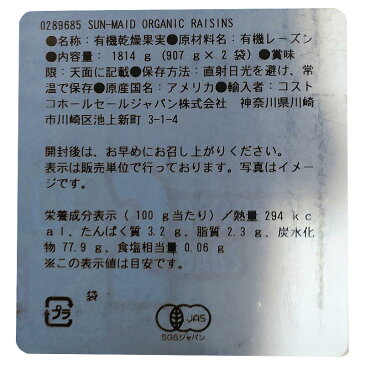 0289685 SUN-MAID ORGANIC RAISINS
●名称：有機乾燥果実●原材料名：有機レーズン
●内容量：1814ｇ(907ｇ×2袋)●賞味期
限：天面に記載●保存方法：直射日光を避け、常
温で保存●原産国名：アメリカ●輸入者：コスト
コホールセールジャパン株式会社　神奈川県川崎
市川崎区池上新町 3-1-4
開封後は、お早めにお召し上がりください。
表示は販売単位で行っております。写真はイメー
ジです。
栄養成分表示(100ｇ当たり)／熱量 294 kc
al、たんぱく質 3.2ｇ、脂質 2.3ｇ、炭水化
物 77.9ｇ、食塩相当量 0.06ｇ
※この表示値は目安です。
袋
プラ
JAS
SGSジャパン